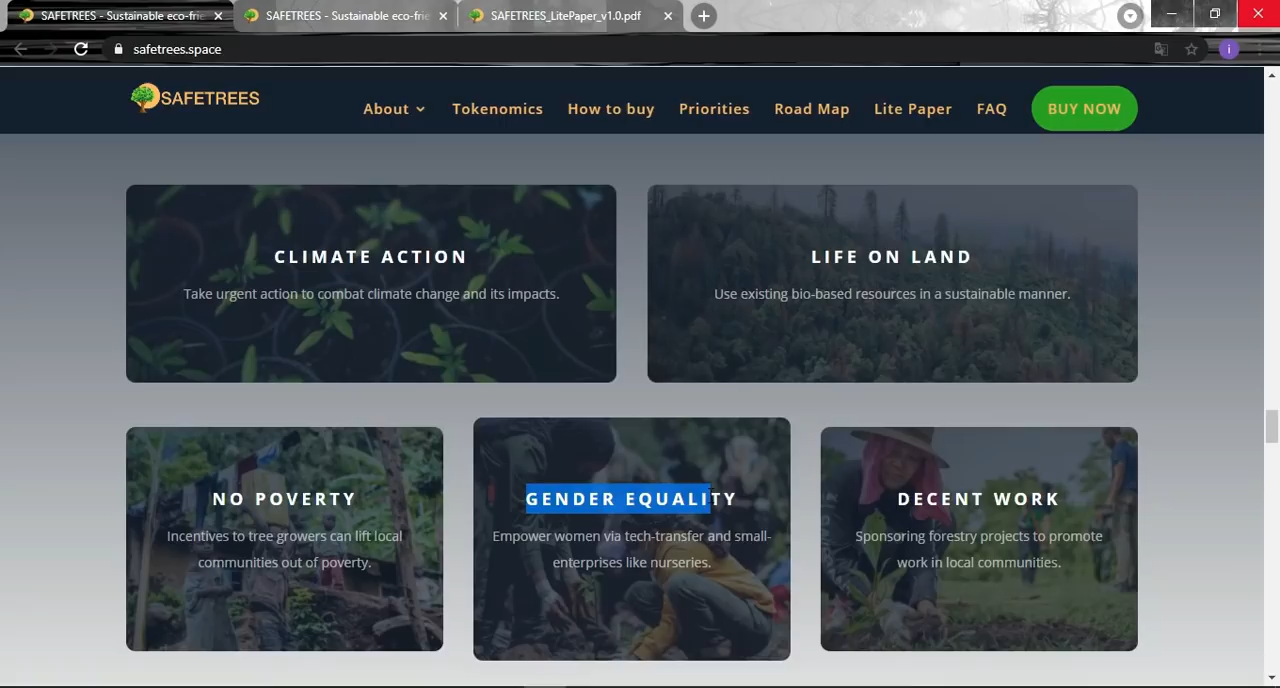 SAFETREES - Sustainable eco-frie
SAFETREES - Sustainable eco-frie
SAFETREES_LitePaper_v1.0.pdf
safetrees.space
i
SAFETREES
About
Tokenomics
How to buy
Priorities
Road Map
Lite Paper
FAQ
BUY NOW
CLIMATE ACTION
Take urgent action to combat climate change and its impacts.
LIFE ON LAND
Use existing bio-based resources in a sustainable manner.
NO POVERTY
Incentives to tree growers can lift local
communities out of poverty.
GENDER EQUALITY
Empower women via tech-transfer and small-
enterprises like nurseries.
DECENT WORK
Sponsoring forestry projects to promote
work in local communities.